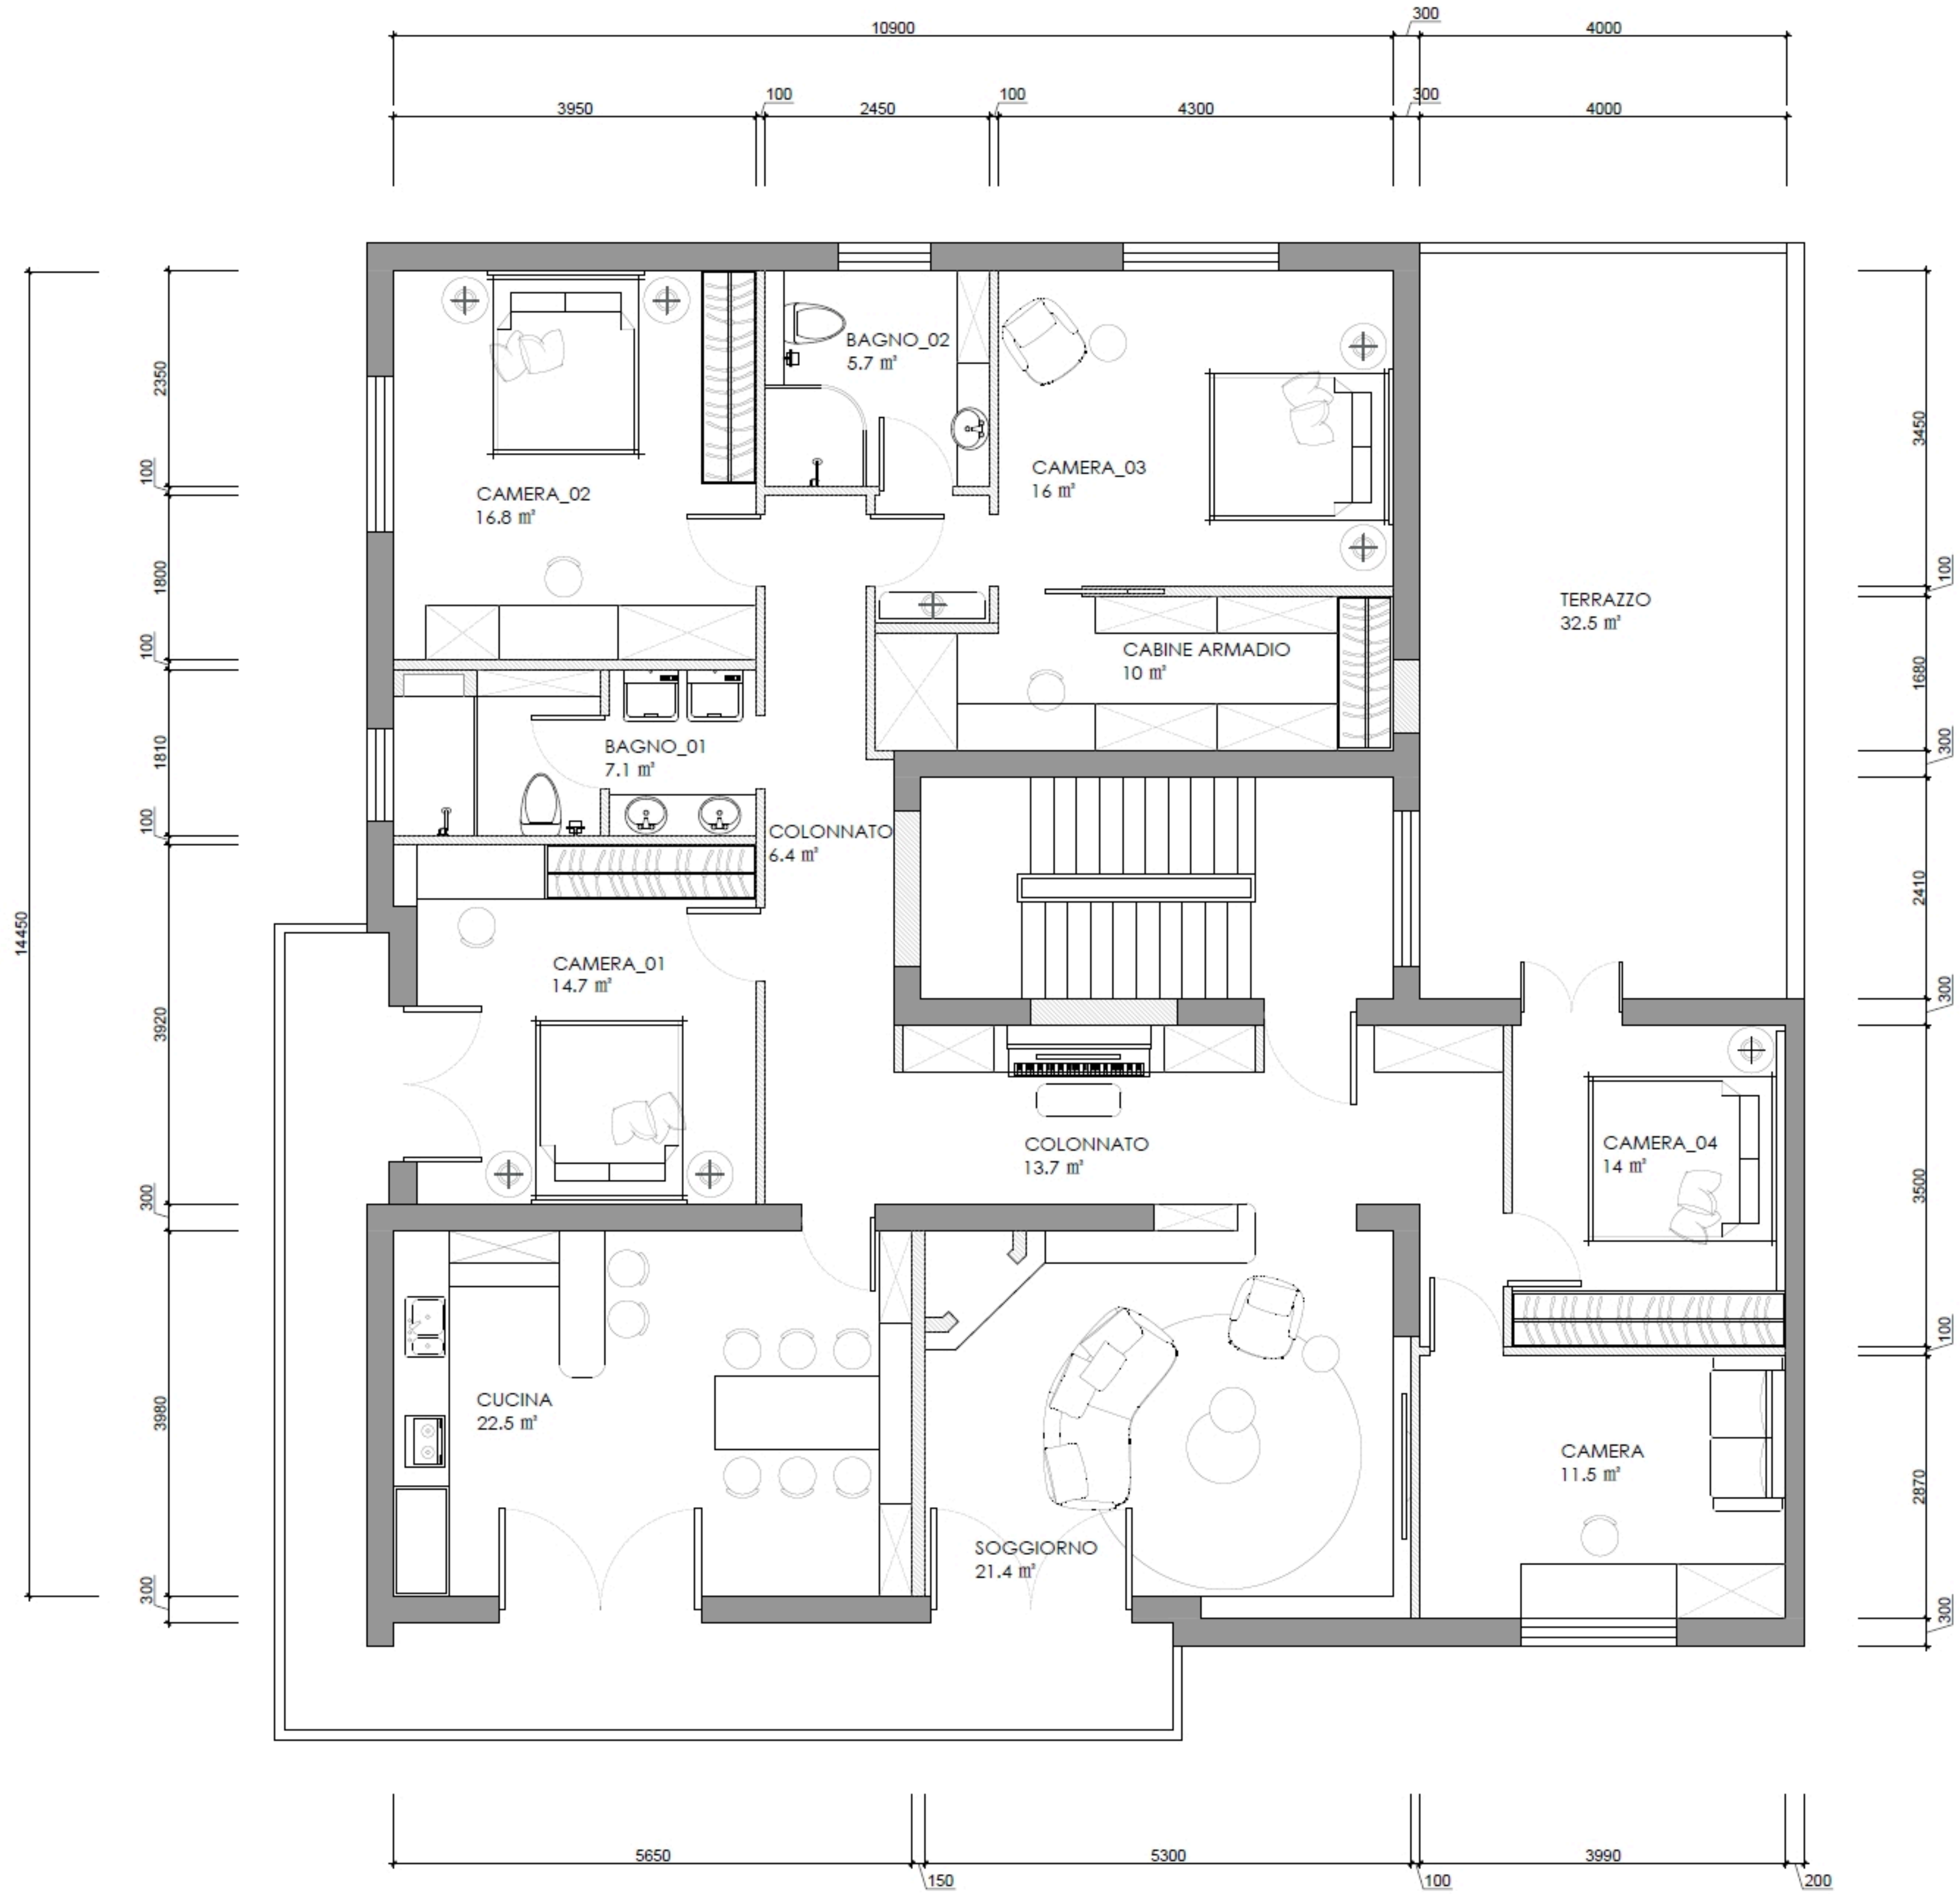 300
10900
4000
100
100
300
3950
2450
4300
4000
BAGNO_02
5.7 m²
2350
3450
CAMERA_03
16 m²
100
CAMERA_02
16.8 m²
1800
100
TERRAZZO
32.5 m²
100
CABINE ARMADIO
10 m²
1680
BAGNO_01
7.1 m²
1810
300
100
COLONNATO
6.4 m²
2410
14450
CAMERA_01
14.7 m²
300
3920
COLONNATO
13.7 m²
CAMERA_04
14 m²
300
3500
100
CUCINA
22.5 m²
3980
CAMERA
11.5 m²
2870
SOGGIORNO
21.4 m²
300
300
5650
5300
3990
150
100
200